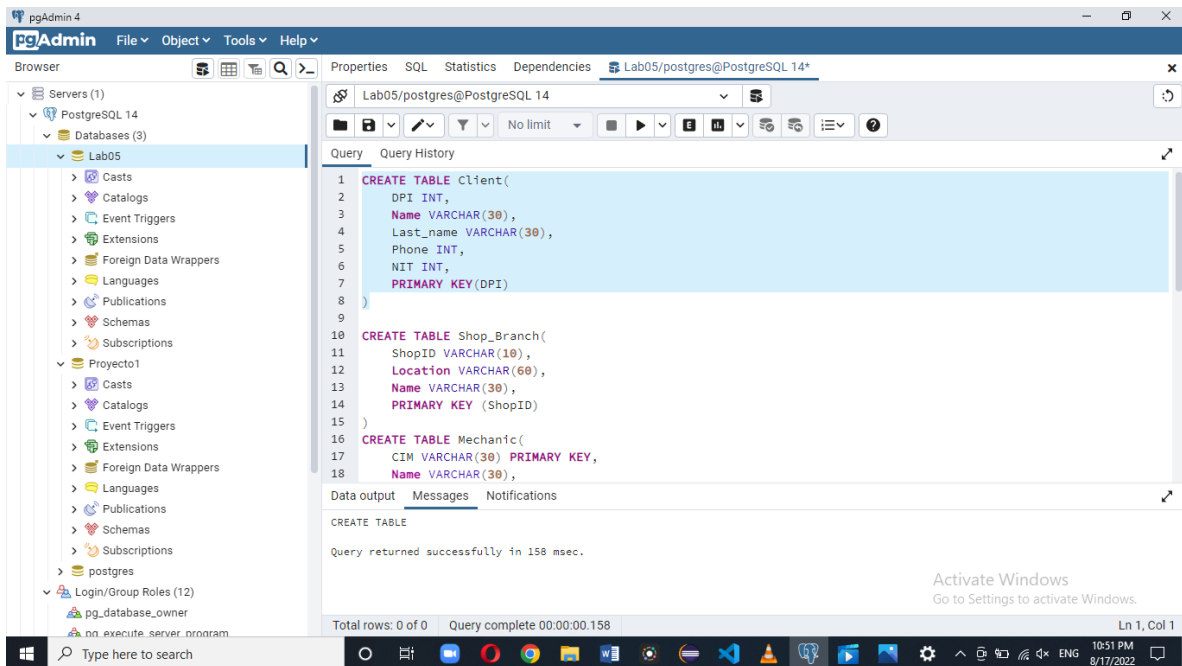 pgAdmin 4
pgAdmin File Object Tools Help
Browser
Properties SQL Statistics Dependencies Lab05/postgres@PostgreSQL 14*
Servers (1)
PostgreSQL 14
Databases (3)
Lab05
Casts
Catalogs
Event Triggers
Extensions
Foreign Data Wrappers
Languages
Publications
Schemas
Subscriptions
Proyecto1
Casts
Catalogs
Event Triggers
Extensions
Foreign Data Wrappers
Languages
Publications
Schemas
Subscriptions
postgres
Login/Group Roles (12)
pg_database_owner
pg_execute_server_program
Lab05/postgres@PostgreSQL 14
No limit
E
Query Query History
1 CREATE TABLE Client(
2 DPI INT,
3 Name VARCHAR(30),
4 Last_name VARCHAR(30),
5 Phone INT,
6 NIT INT,
7 PRIMARY KEY(DPI)
8 )
9
10 CREATE TABLE Shop_Branch(
11 ShopID VARCHAR(10),
12 Location VARCHAR(60),
13 Name VARCHAR(30),
14 PRIMARY KEY (ShopID)
15 )
16 CREATE TABLE Mechanic(
17 CIM VARCHAR(30) PRIMARY KEY,
18 Name VARCHAR(30),
Data output Messages Notifications
CREATE TABLE
Query returned successfully in 158 msec.
Activate Windows
Go to Settings to activate Windows.
Total rows: 0 of 0 Query complete 00:00:00.158 Ln 1, Col 1
Type here to search
ENG
10:51 PM
8/17/2022